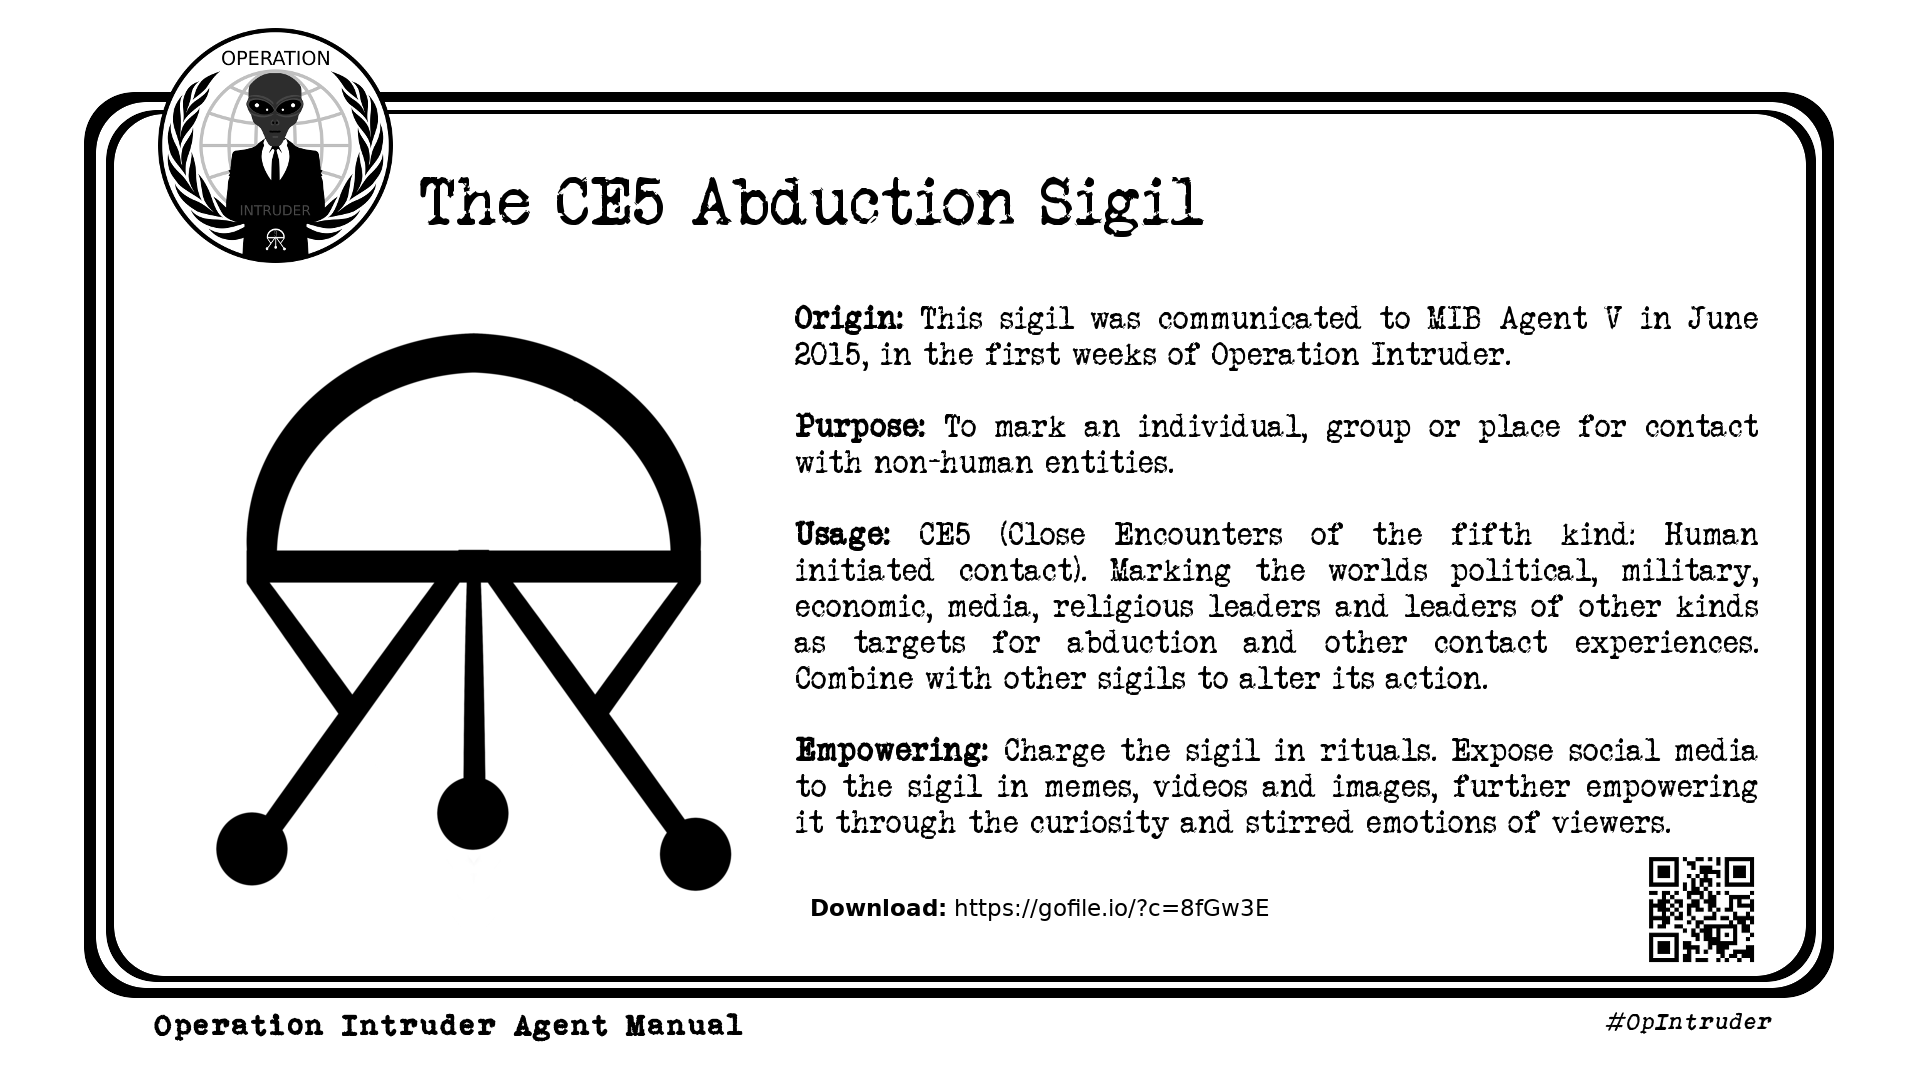 OPERATION
INTRUDER
The CE5 Abduction Sigil
Origin: This sigil was communicated to MIB Agent V in June
2015, in the first weeks of Operation Intruder.
Purpose: To mark an individual, group or place for contact
with non-human entities.
Usage: CE5 (Close Encounters of the fifth kind: Human
initiated contact). Marking the worlds political, military,
economic, media, religious leaders and leaders of other kinds
as targets for abduction and other contact experiences.
Combine with other sigils to alter its action.
Empowering: Charge the sigil in rituals. Expose social media
to the sigil in memes, videos and images, further empowering
it through the curiosity and stirred emotions of viewers.
Download: https://gofile.io/?c=8fGw3E
Operation Intruder Agent Manual
#OpIntruder